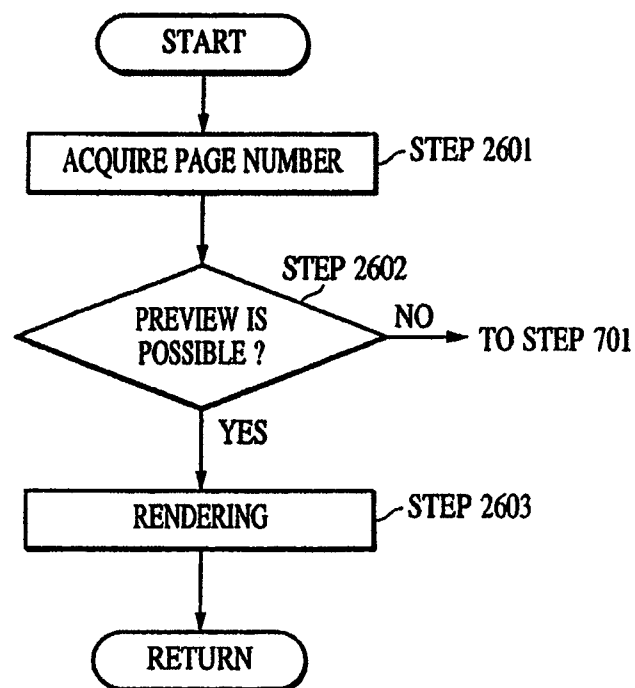 START
ACQUIRE PAGE NUMBER
STEP 2601
STEP 2602
PREVIEW IS
POSSIBLE ?
NO
TO STEP 701
YES
RENDERING
STEP 2603
RETURN